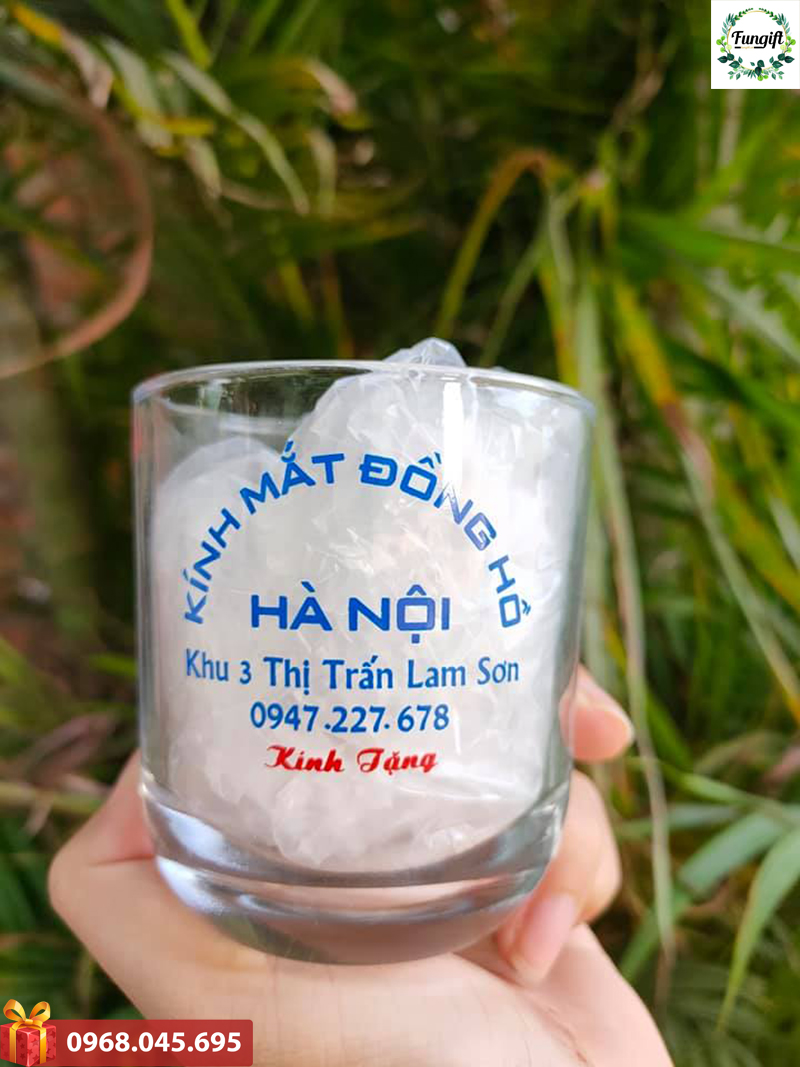 Fungift
KÍNH MẮT ĐỒNG HỒ
HÀ NỘI
Khu 3 Thị Trấn Lam Sơn
0947.227.678
Kính Tặng
0968.045.695